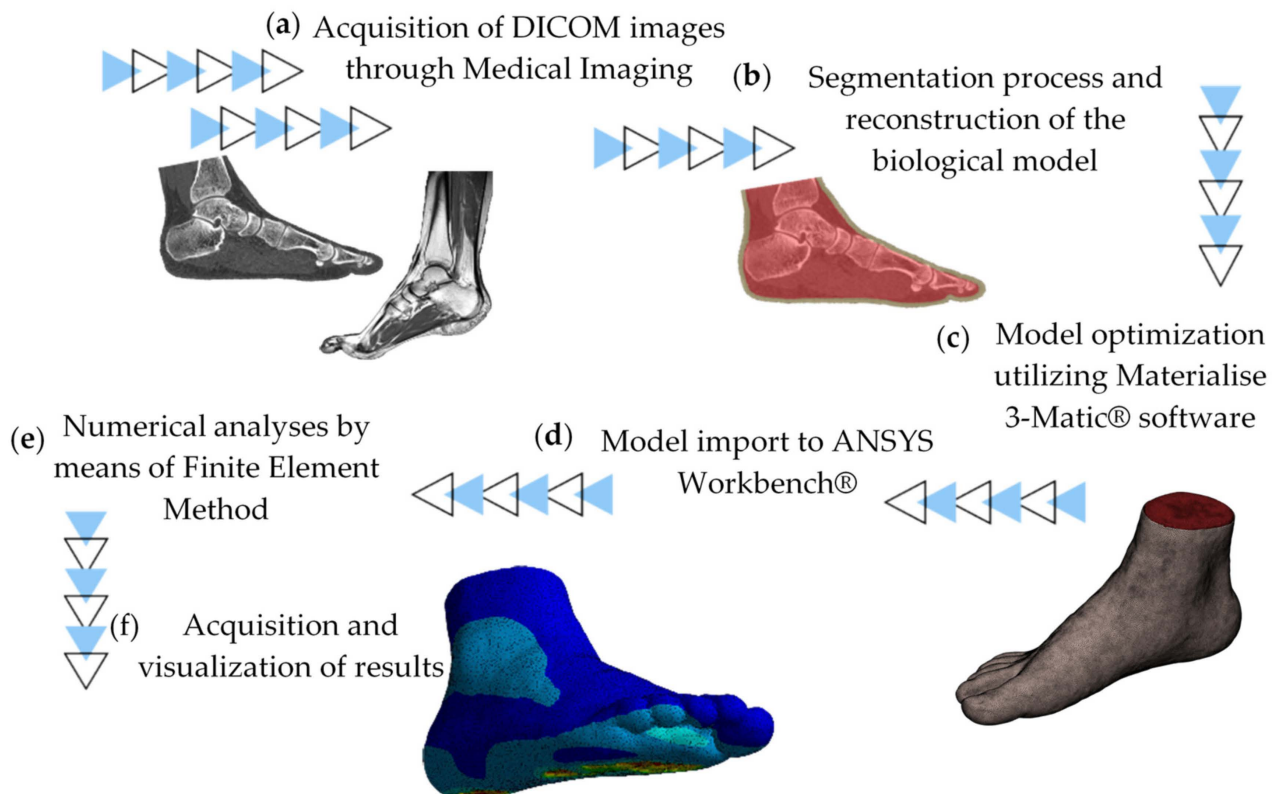 (a) Acquisition of DICOM images
through Medical Imaging
(b) Segmentation process and
reconstruction of the
biological model
(c) Model optimization
utilizing Materialise
3-Matic® software
(d) Model import to ANSYS
Workbench®
(e) Numerical analyses by
means of Finite Element
Method
(f) Acquisition and
visualization of results